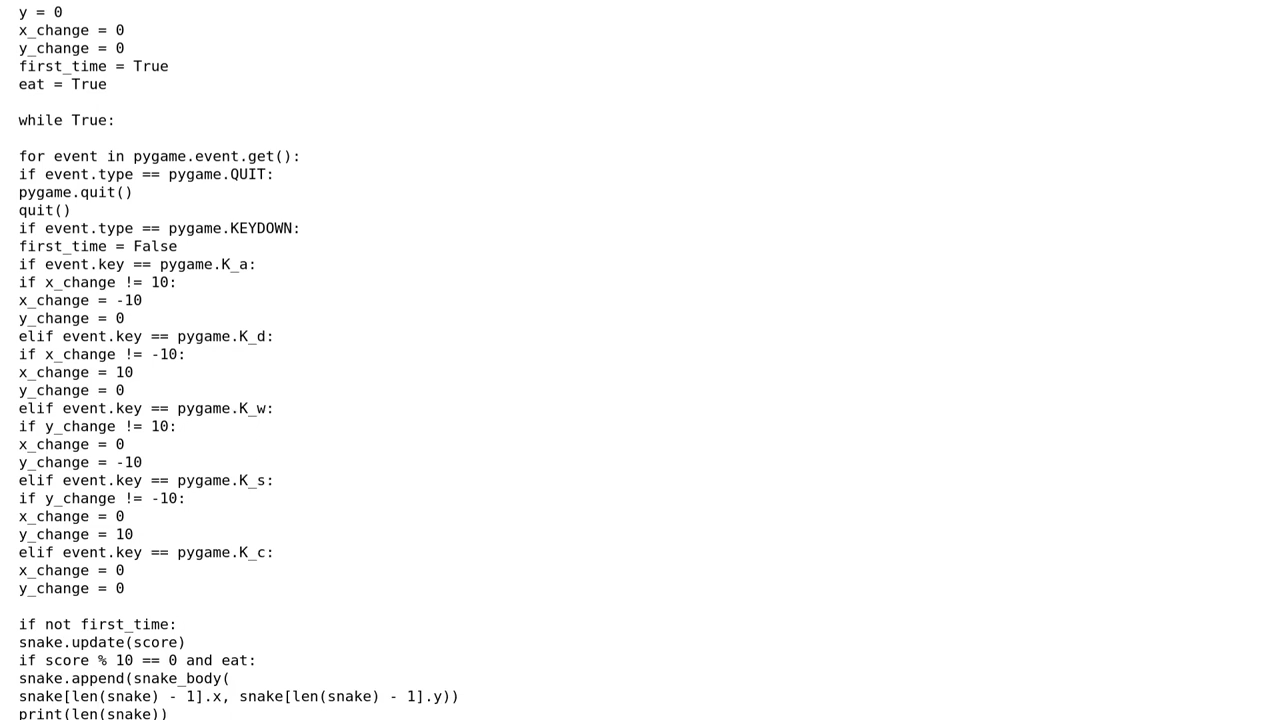 y = 0
x_change = 0
y_change = 0
first_time = True
eat = True
while True:
for event in pygame.event.get():
if event.type == pygame.QUIT:
pygame.quit()
quit()
if event.type == pygame.KEYDOWN:
first_time = False
if event.key == pygame.K_a:
if x_change != 10:
x_change = -10
y_change = 0
elif event.key == pygame.K_d:
if x_change != -10:
x_change = 10
y_change = 0
elif event.key == pygame.K_w:
if y_change != 10:
x_change = 0
y_change = -10
elif event.key == pygame.K_s:
if y_change != -10:
x_change = 0
y_change = 10
elif event.key == pygame.K_c:
x_change = 0
y_change = 0
if not first_time:
snake.update(score)
if score % 10 == 0 and eat:
snake.append(snake_body(
snake[len(snake) - 1].x, snake[len(snake) - 1].y))
print(len(snake))